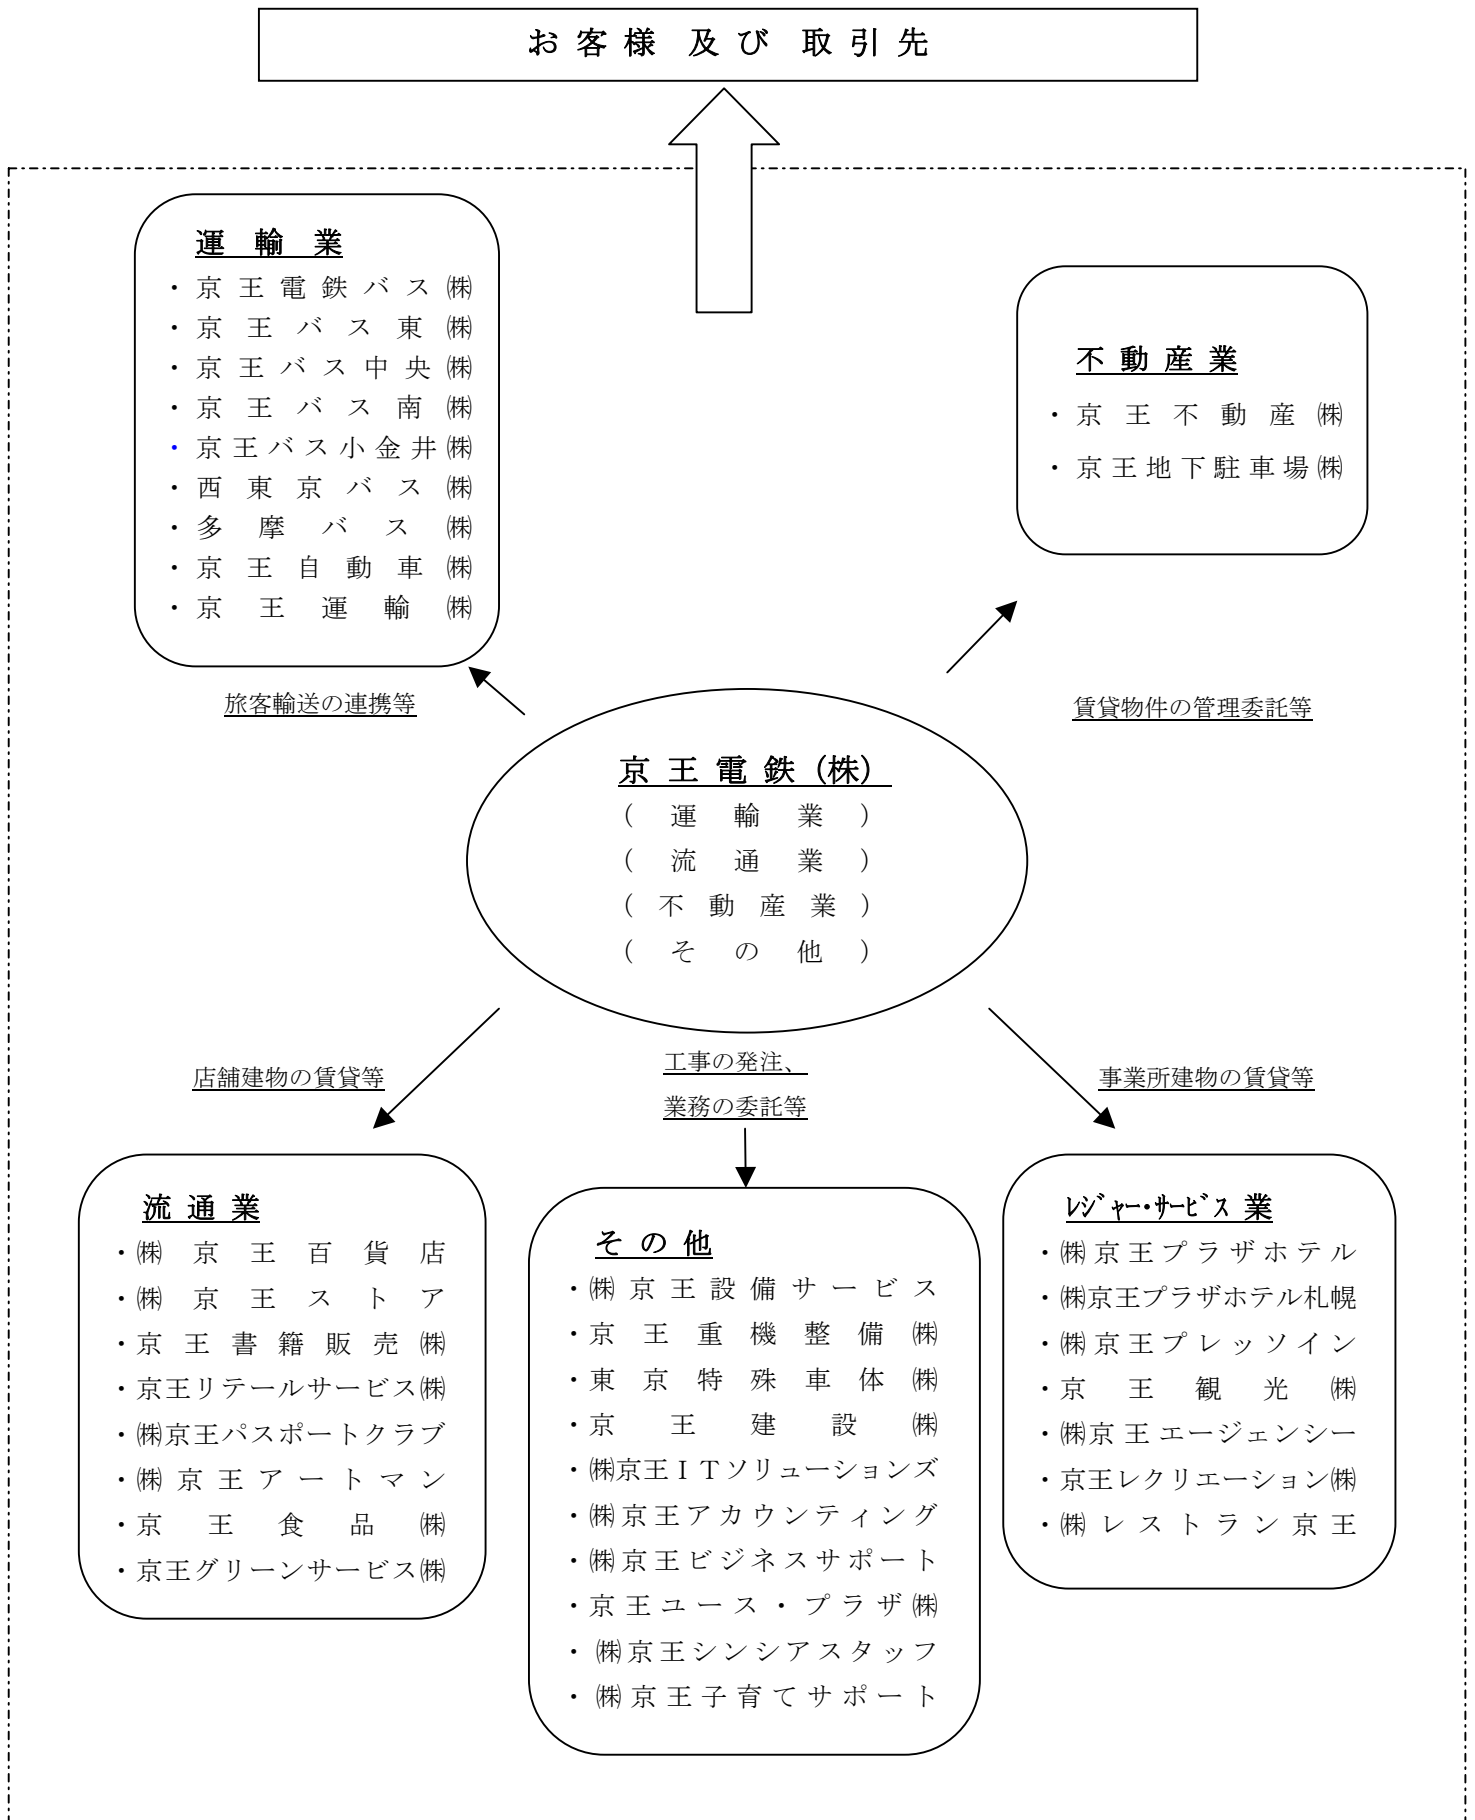 お客様 及び 取引先
運輸業
・京王電鉄バス㈱
・京王バス東㈱
・京王バス中央㈱
・京王バス南㈱
・京王バス小金井㈱
・西東京バス㈱
・多摩バス㈱
・京王自動車㈱
・京王運輸㈱
不動産業
・京王不動産㈱
・京王地下駐車場㈱
旅客輸送の連携等
賃貸物件の管理委託等
京王電鉄(株)
(運輸業)
(流通業)
(不動産業)
(その他)
店舗建物の賃貸等
工事の発注、
業務の委託等
事業所建物の賃貸等
流通業
・㈱京王百貨店
・㈱京王ストア
・京王書籍販売㈱
・京王リテールサービス㈱
・㈱京王パスポートクラブ
・㈱京王アートマン
・京王食品㈱
・京王グリーンサービス㈱
その他
・㈱京王設備サービス
・京王重機整備㈱
・東京特殊車体㈱
・京王建設㈱
・㈱京王ＩＴソリューションズ
・㈱京王アカウンティング
・㈱京王ビジネスサポート
・京王ユース・プラザ㈱
・㈱京王シンシアスタッフ
・㈱京王子育てサポート
ﾚｼﾞｬｰ・ｻｰﾋﾞｽ業
・㈱京王プラザホテル
・㈱京王プラザホテル札幌
・㈱京王プレッソイン
・京王観光㈱
・㈱京王エージェンシー
・京王レクリエーション㈱
・㈱レストラン京王